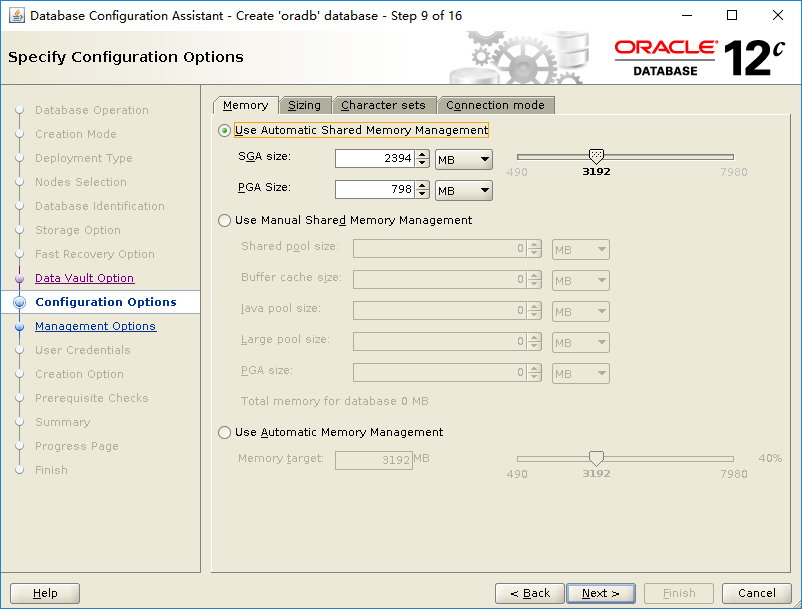 Database Configuration Assistant - Create 'oradb' database - Step 9 of 16
Specify Configuration Options
ORACLE® 12c
DATABASE
Database Operation
Creation Mode
Deployment Type
Nodes Selection
Database Identification
Storage Option
Fast Recovery Option
Data Vault Option
Configuration Options
Management Options
User Credentials
Creation Option
Prerequisite Checks
Summary
Progress Page
Finish
Memory Sizing Character sets Connection mode
Use Automatic Shared Memory Management
SGA size: 2394 MB
490 3192 7980
PGA Size: 798 MB
Use Manual Shared Memory Management
Shared pool size: 0 MB
Buffer cache size: 0 MB
Java pool size: 0 MB
Large pool size: 0 MB
PGA size: 0 MB
Total memory for database 0 MB
Use Automatic Memory Management
Memory target: 3192 MB 40%
490 3192 7980
Help < Back Next > Finish Cancel